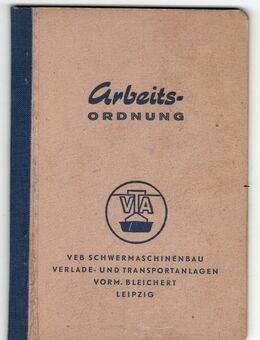 Arbeits-
ORDNUNG
VTA
VEB SCHWERMASCHINENBAU
VERLADE- UND TRANSPORTANLAGEN
VORM. BLEICHERT
LEIPZIG